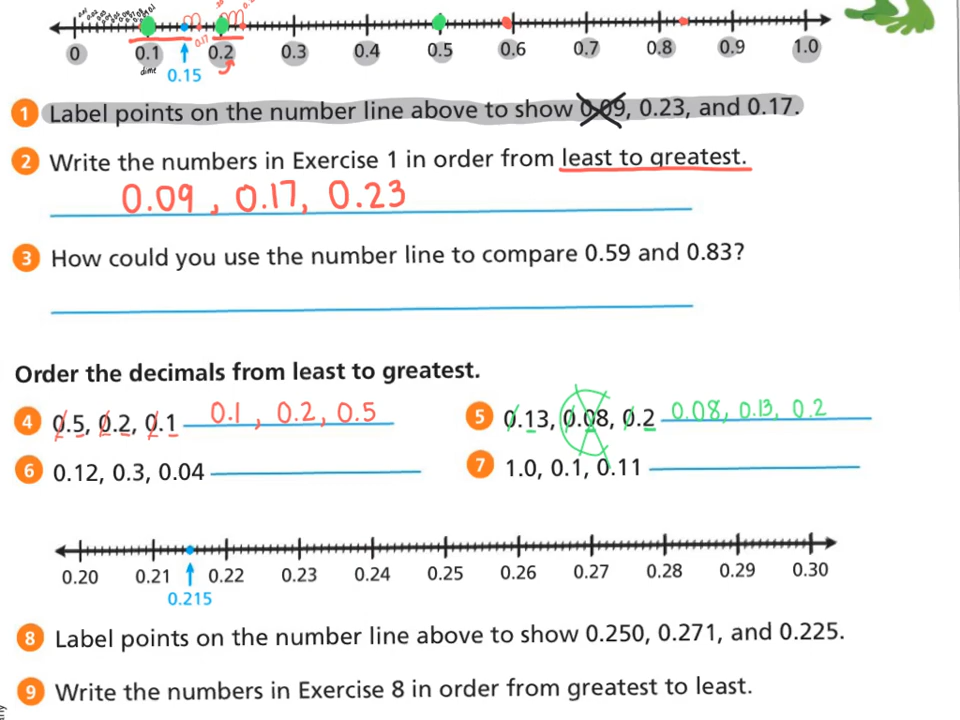 0 0.1 0.2 0.3 0.4 0.5 0.6 0.7 0.8 0.9 1.0
dime 0.15 0.17
1 Label points on the number line above to show 0.09, 0.23, and 0.17.
2 Write the numbers in Exercise 1 in order from least to greatest.
0.09, 0.17, 0.23
3 How could you use the number line to compare 0.59 and 0.83?
Order the decimals from least to greatest.
4 0.5, 0.2, 0.1 0.1, 0.2, 0.5
5 0.13, 0.08, 0.2 0.08, 0.13, 0.2
6 0.12, 0.3, 0.04
7 1.0, 0.1, 0.11
0.20 0.21 0.22 0.23 0.24 0.25 0.26 0.27 0.28 0.29 0.30
0.215
8 Label points on the number line above to show 0.250, 0.271, and 0.225.
9 Write the numbers in Exercise 8 in order from greatest to least.